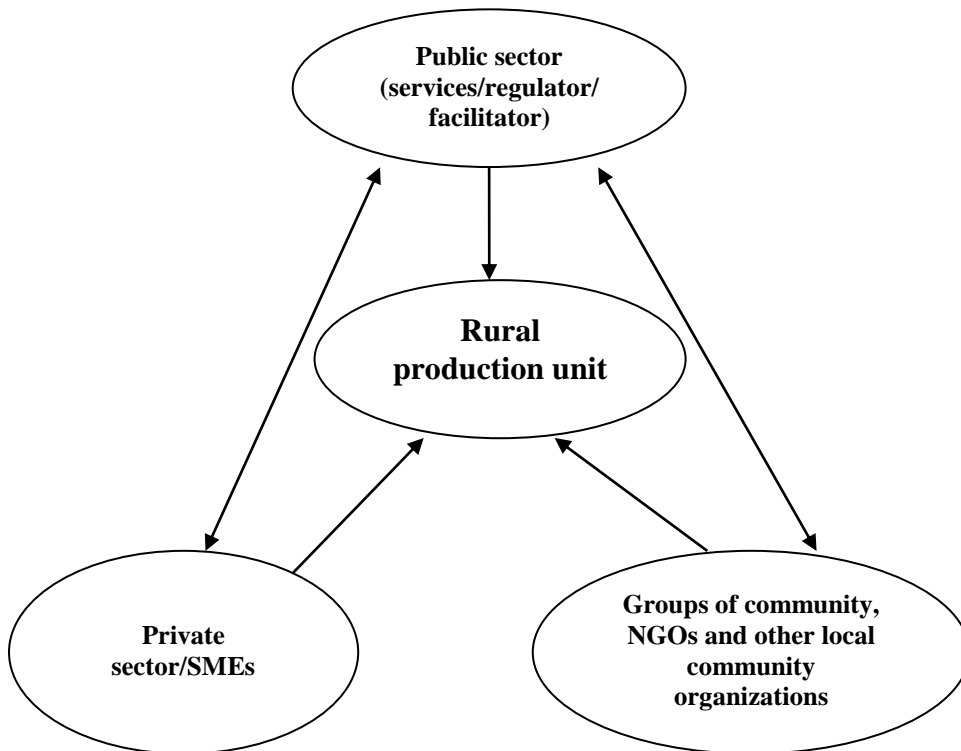 Public sector
(services/regulator/
facilitator)
Rural
production unit
Private
sector/SMEs
Groups of community,
NGOs and other local
community
organizations